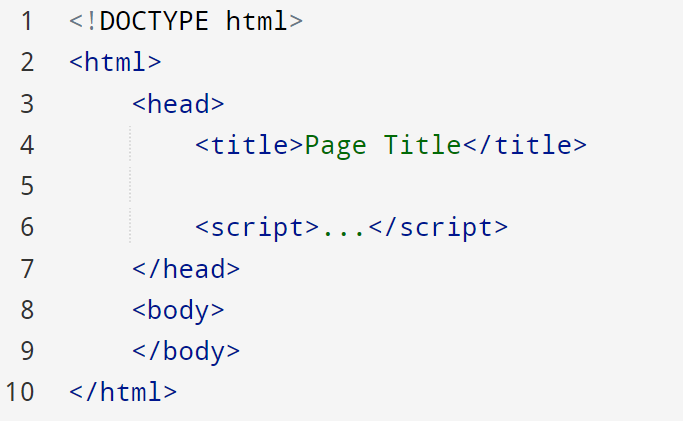 1 <!DOCTYPE html>
2 <html>
3     <head>
4         <title>Page Title</title>
5
6         <script>...</script>
7     </head>
8     <body>
9     </body>
10 </html>